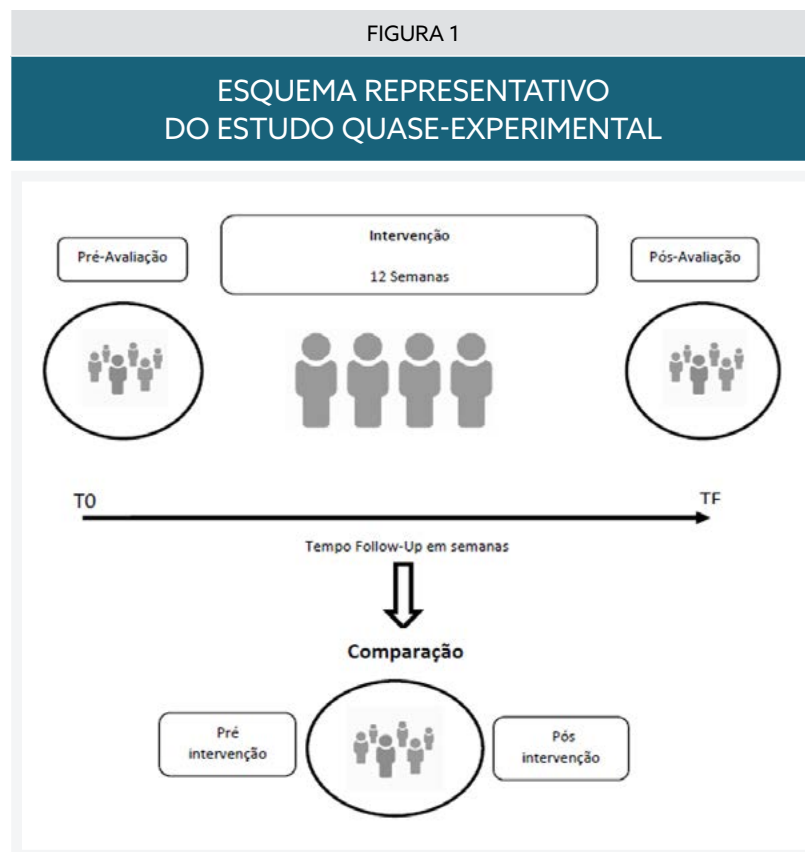 FIGURA 1
ESQUEMA REPRESENTATIVO
DO ESTUDO QUASE-EXPERIMENTAL
Pré-Avaliação
Intervenção
12 Semanas
Pós-Avaliação
T0
TF
Tempo Follow-Up em semanas
Comparação
Pré
intervenção
Pós
intervenção